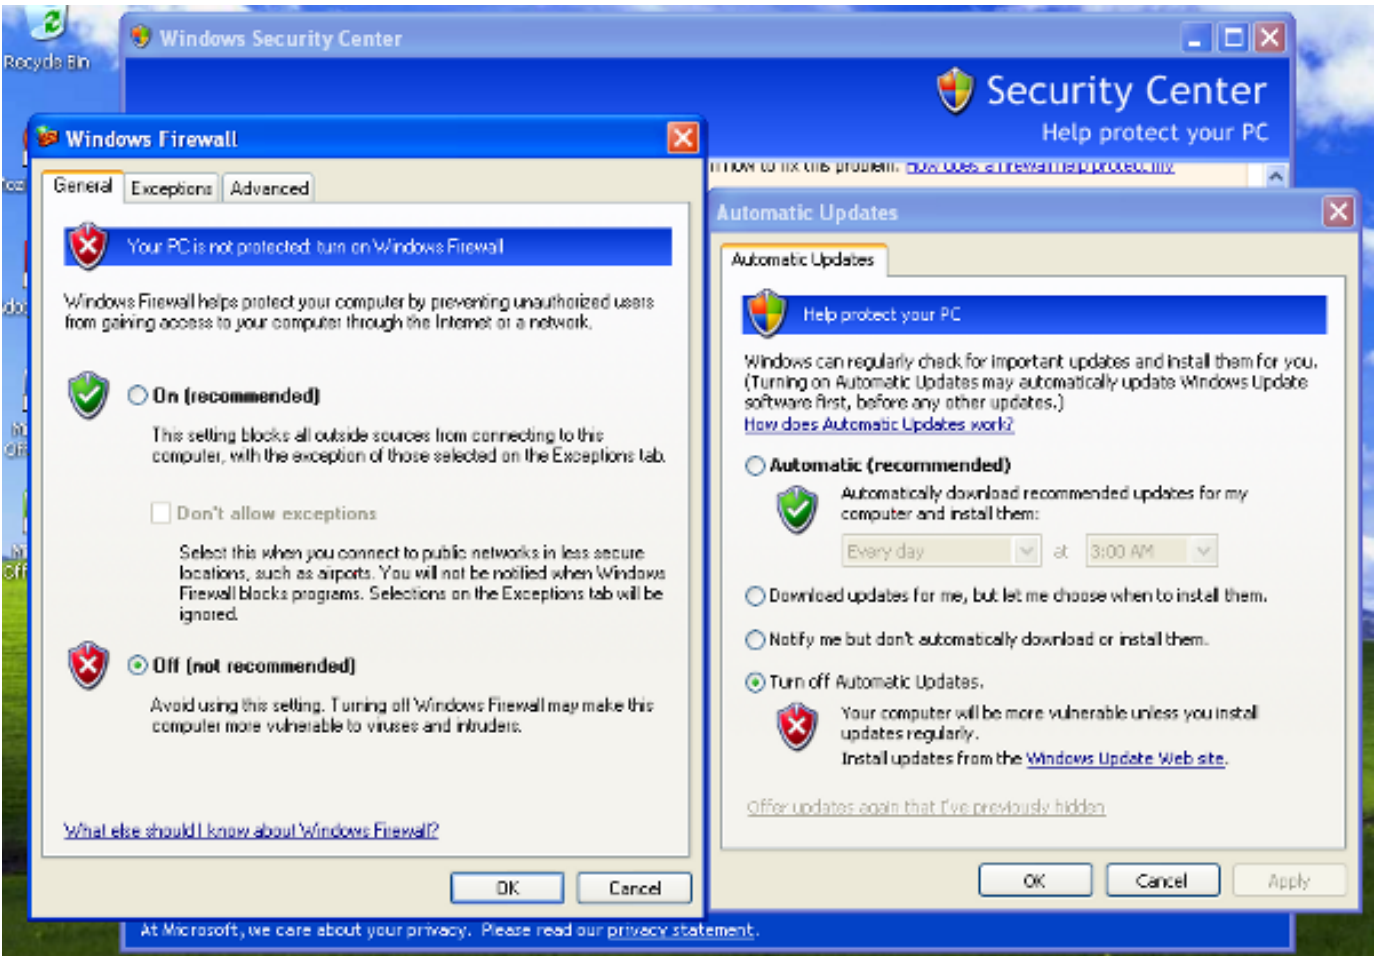 Recycle Bin
Windows Security Center
Security Center
Help protect your PC
how to fix this problem. How does a firewall help protect my
Windows Firewall
General
Exceptions
Advanced
Your PC is not protected: turn on Windows Firewall
Windows Firewall helps protect your computer by preventing unauthorized users
from gaining access to your computer through the Internet or a network.
On (recommended)
This setting blocks all outside sources from connecting to this
computer, with the exception of those selected on the Exceptions tab.
Don't allow exceptions
Select this when you connect to public networks in less secure
locations, such as airports. You will not be notified when Windows
Firewall blocks programs. Selections on the Exceptions tab will be
ignored.
Off (not recommended)
Avoid using this setting. Turning off Windows Firewall may make this
computer more vulnerable to viruses and intruders.
What else should I know about Windows Firewall?
OK
Cancel
Automatic Updates
Automatic Updates
Help protect your PC
Windows can regularly check for important updates and install them for you.
(Turning on Automatic Updates may automatically update Windows Update
software first, before any other updates.)
How does Automatic Updates work?
Automatic (recommended)
Automatically download recommended updates for my
computer and install them:
Every day at 3:00 AM
Download updates for me, but let me choose when to install them.
Notify me but don't automatically download or install them.
Turn off Automatic Updates.
Your computer will be more vulnerable unless you install
updates regularly.
Install updates from the Windows Update Web site.
Offer updates again that I've previously hidden
OK
Cancel
Apply
At Microsoft, we care about your privacy. Please read our privacy statement.